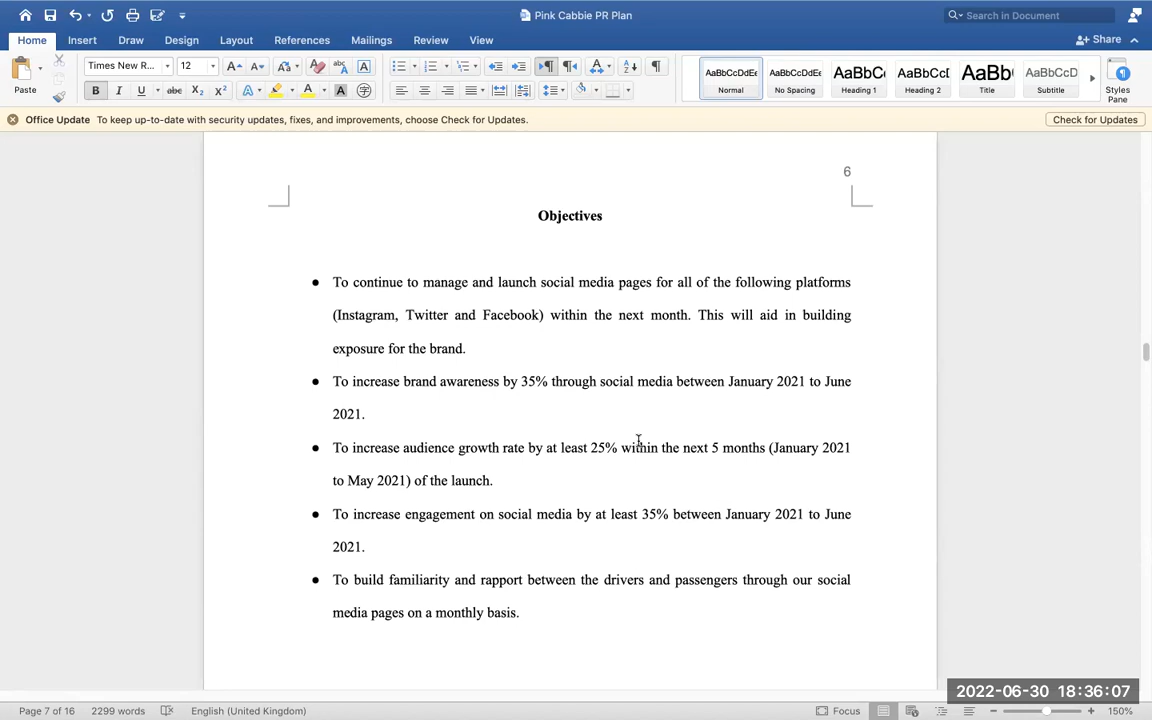 Pink Cabbie PR Plan
Search in Document
Home Insert Draw Design Layout References Mailings Review View
Share
Paste
Times New R... 12
AaBbCcDdEe AaBbCcDdEe AaBbC AaBbCcD AaBb( AaBbCcD
Normal No Spacing Heading 1 Heading 2 Title Subtitle
Styles Pane
Office Update To keep up-to-date with security updates, fixes, and improvements, choose Check for Updates.
Check for Updates
6
Objectives
● To continue to manage and launch social media pages for all of the following platforms
(Instagram, Twitter and Facebook) within the next month. This will aid in building
exposure for the brand.
● To increase brand awareness by 35% through social media between January 2021 to June
2021.
● To increase audience growth rate by at least 25% within the next 5 months (January 2021
to May 2021) of the launch.
● To increase engagement on social media by at least 35% between January 2021 to June
2021.
● To build familiarity and rapport between the drivers and passengers through our social
media pages on a monthly basis.
2022-06-30 18:36:07
Page 7 of 16 2299 words English (United Kingdom)
Focus
150%